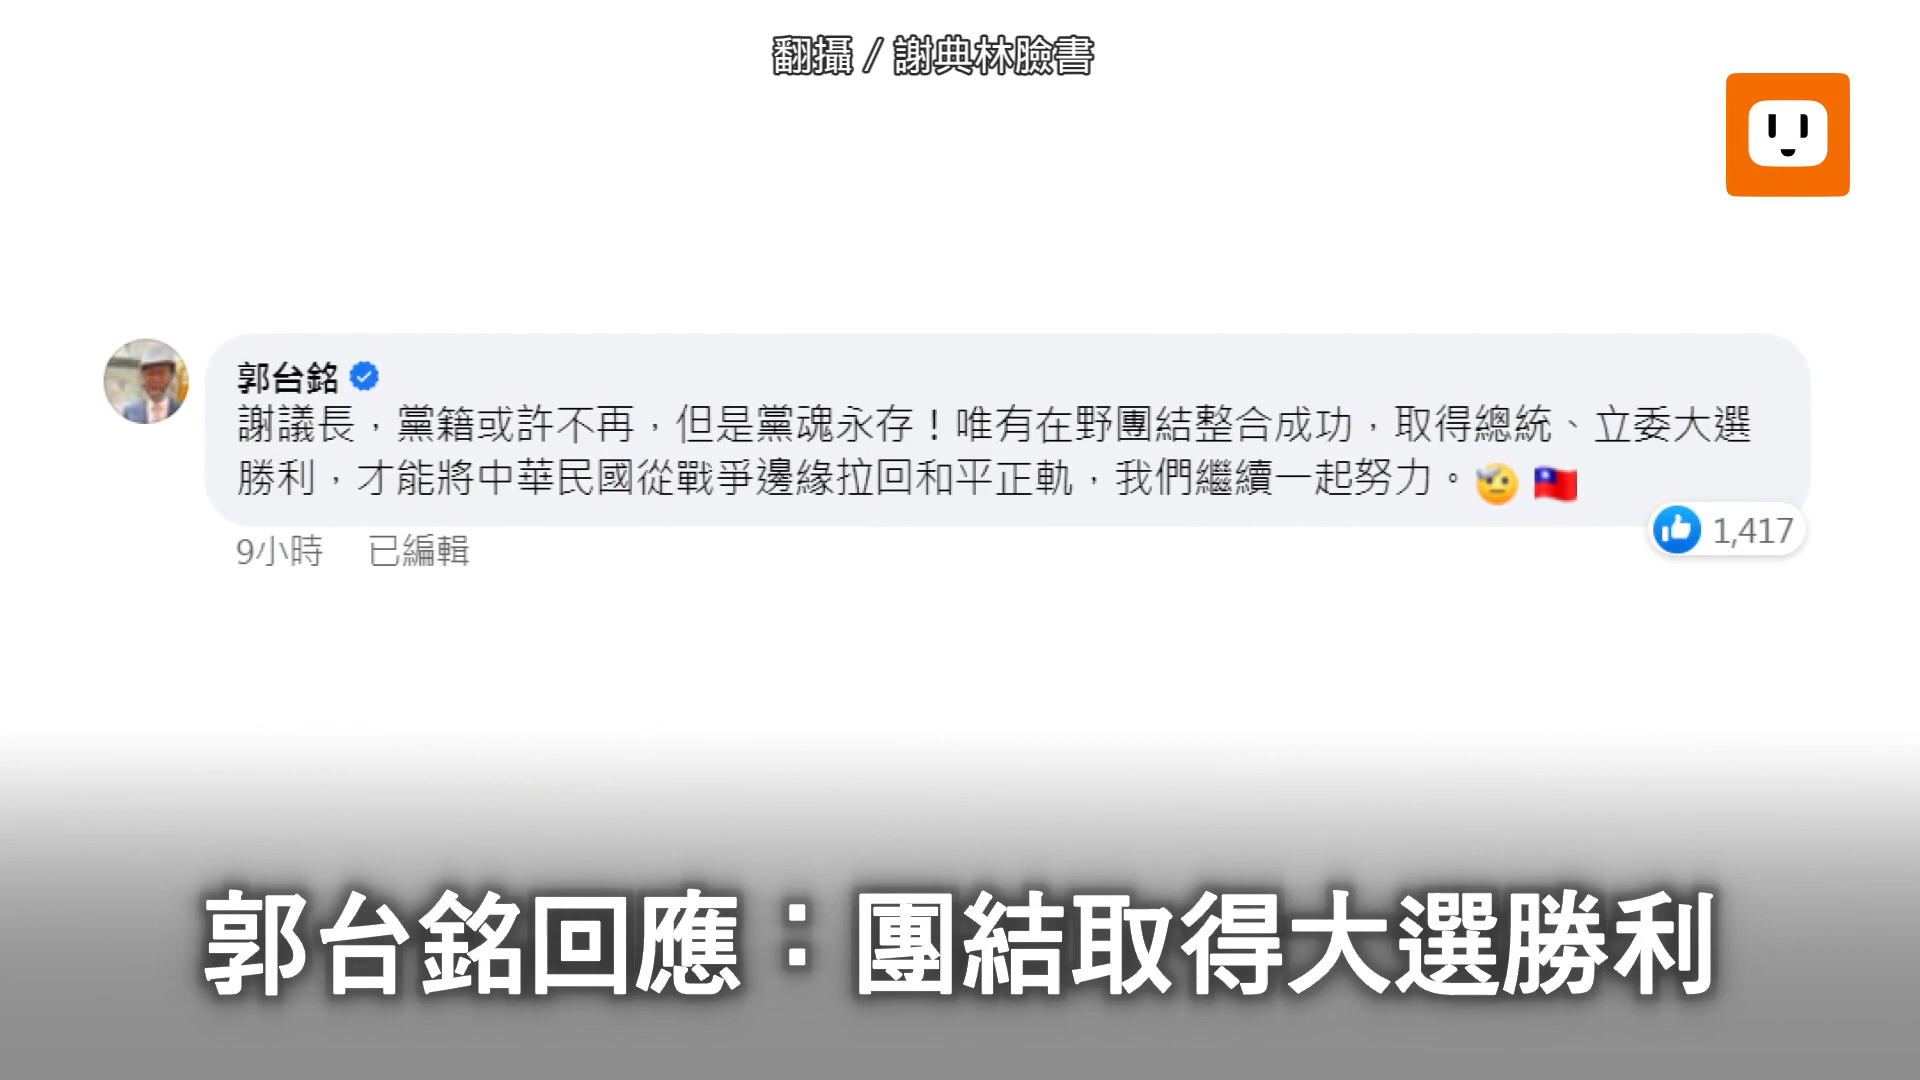 翻攝/謝典林臉書
郭台銘
謝議長，黨籍或許不再，但是黨魂永存！唯有在野團結整合成功，取得總統、立委大選
勝利，才能將中華民國從戰爭邊緣拉回和平正軌，我們繼續一起努力。🤕 🇹🇼
1,417
9小時 已編輯
郭台銘回應：團結取得大選勝利